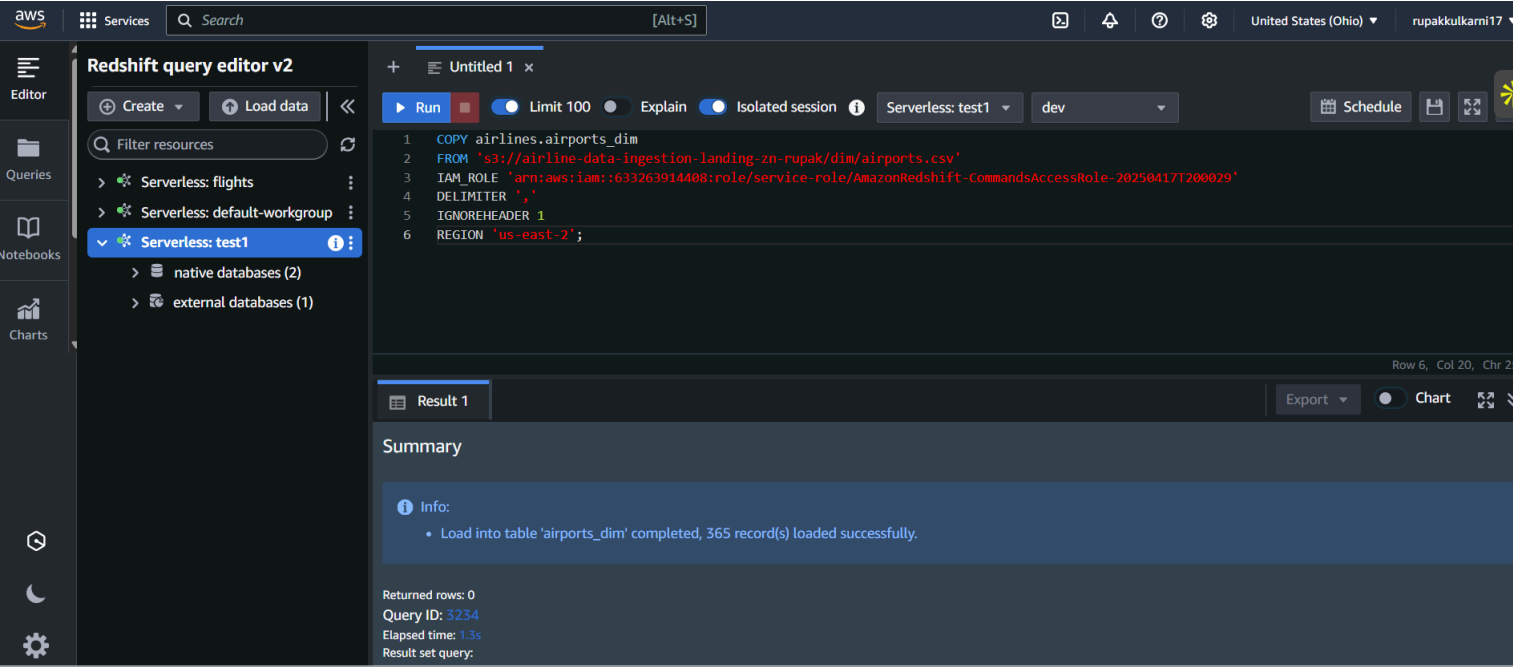 aws
Services
Search
[Alt+S]
United States (Ohio)
rupakkulkarni17
Editor
Queries
Notebooks
Charts
Redshift query editor v2
Create
Load data
Filter resources
Serverless: flights
Serverless: default-workgroup
Serverless: test1
native databases (2)
external databases (1)
Untitled 1
Run
Limit 100
Explain
Isolated session
Serverless: test1
dev
Schedule
1 COPY airlines.airports_dim
2 FROM 's3://airline-data-ingestion-landing-zn-rupak/dim/airports.csv'
3 IAM_ROLE 'arn:aws:iam::633263914408:role/service-role/AmazonRedshift-CommandsAccessRole-20250417T200029'
4 DELIMITER ','
5 IGNOREHEADER 1
6 REGION 'us-east-2';
Row 6, Col 20, Chr 2
Result 1
Export
Chart
Summary
Info:
• Load into table 'airports_dim' completed, 365 record(s) loaded successfully.
Returned rows: 0
Query ID: 3234
Elapsed time: 1.3s
Result set query: